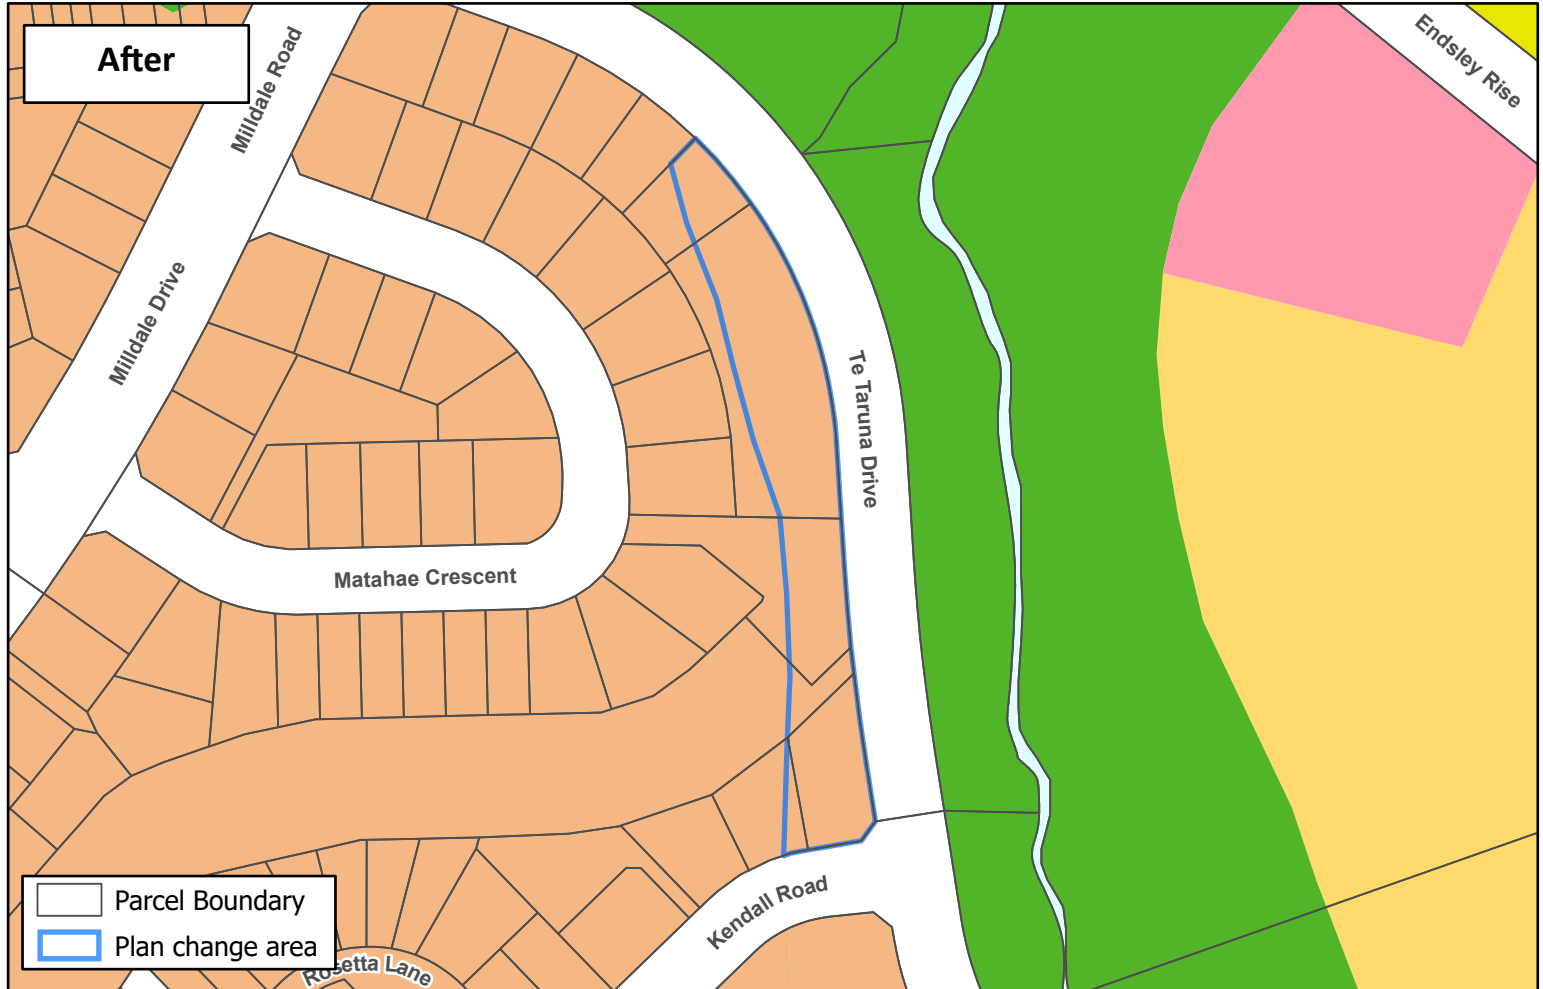 After
Milldale Road
Endsley Rise
Milldale Drive
Te Taruna Drive
Matahae Crescent
Parcel Boundary
Plan change area
Kendall Road
Rosetta Lane